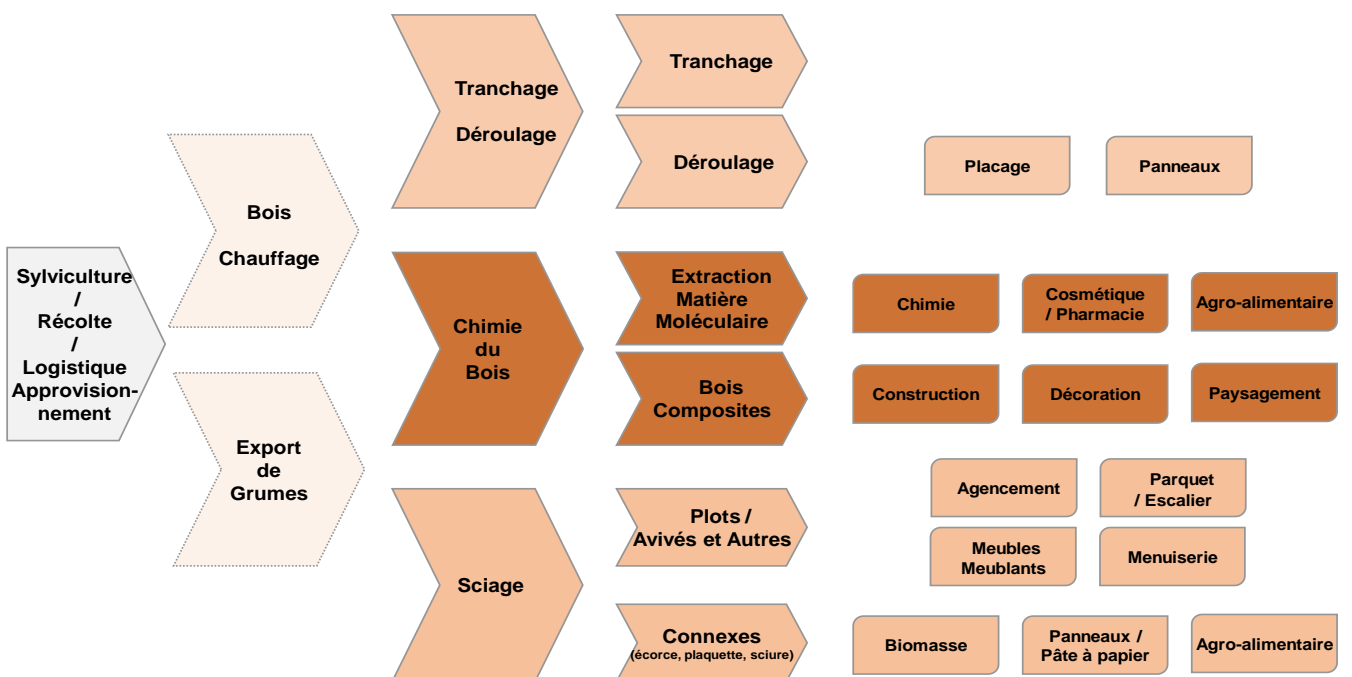 Sylviculture
/
Récolte
/
Logistique
Approvision-
nement
Bois
Chauffage
Export
de
Grumes
Tranchage
Déroulage
Chimie
du
Bois
Sciage
Tranchage
Déroulage
Extraction
Matière
Moléculaire
Bois
Composites
Plots /
Avivés et Autres
Connexes
(écorce, plaquette, sciure)
Placage
Panneaux
Chimie
Cosmétique
/ Pharmacie
Agro-alimentaire
Construction
Décoration
Paysagement
Agencement
Parquet
/ Escalier
Meubles
Meublants
Menuiserie
Biomasse
Panneaux /
Pâte à papier
Agro-alimentaire